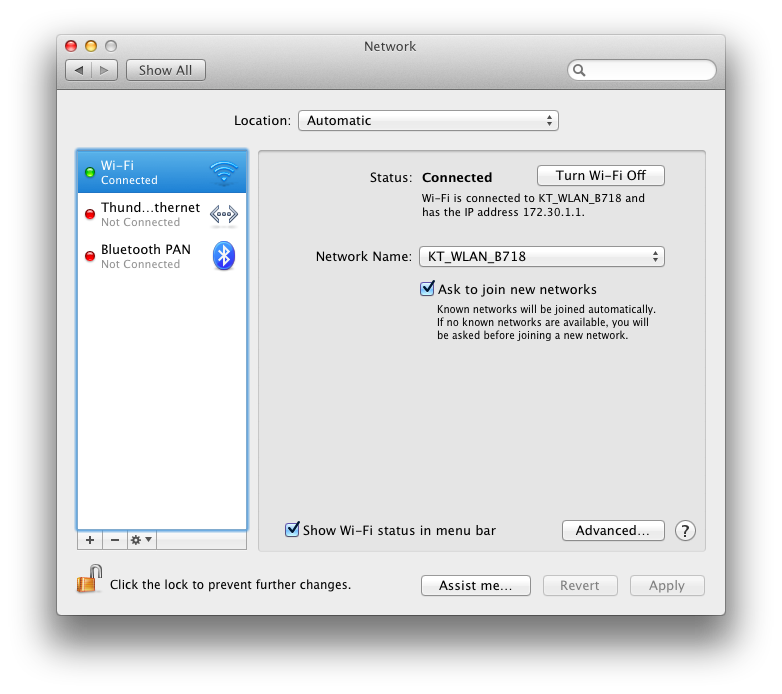 Network
Show All
Location: Automatic
Wi-Fi
Connected
Thund...thernet
Not Connected
Bluetooth PAN
Not Connected
Status: Connected
Turn Wi-Fi Off
Wi-Fi is connected to KT_WLAN_B718 and
has the IP address 172.30.1.1.
Network Name: KT_WLAN_B718
Ask to join new networks
Known networks will be joined automatically.
If no known networks are available, you will
be asked before joining a new network.
Show Wi-Fi status in menu bar
Advanced...
?
Click the lock to prevent further changes.
Assist me...
Revert
Apply